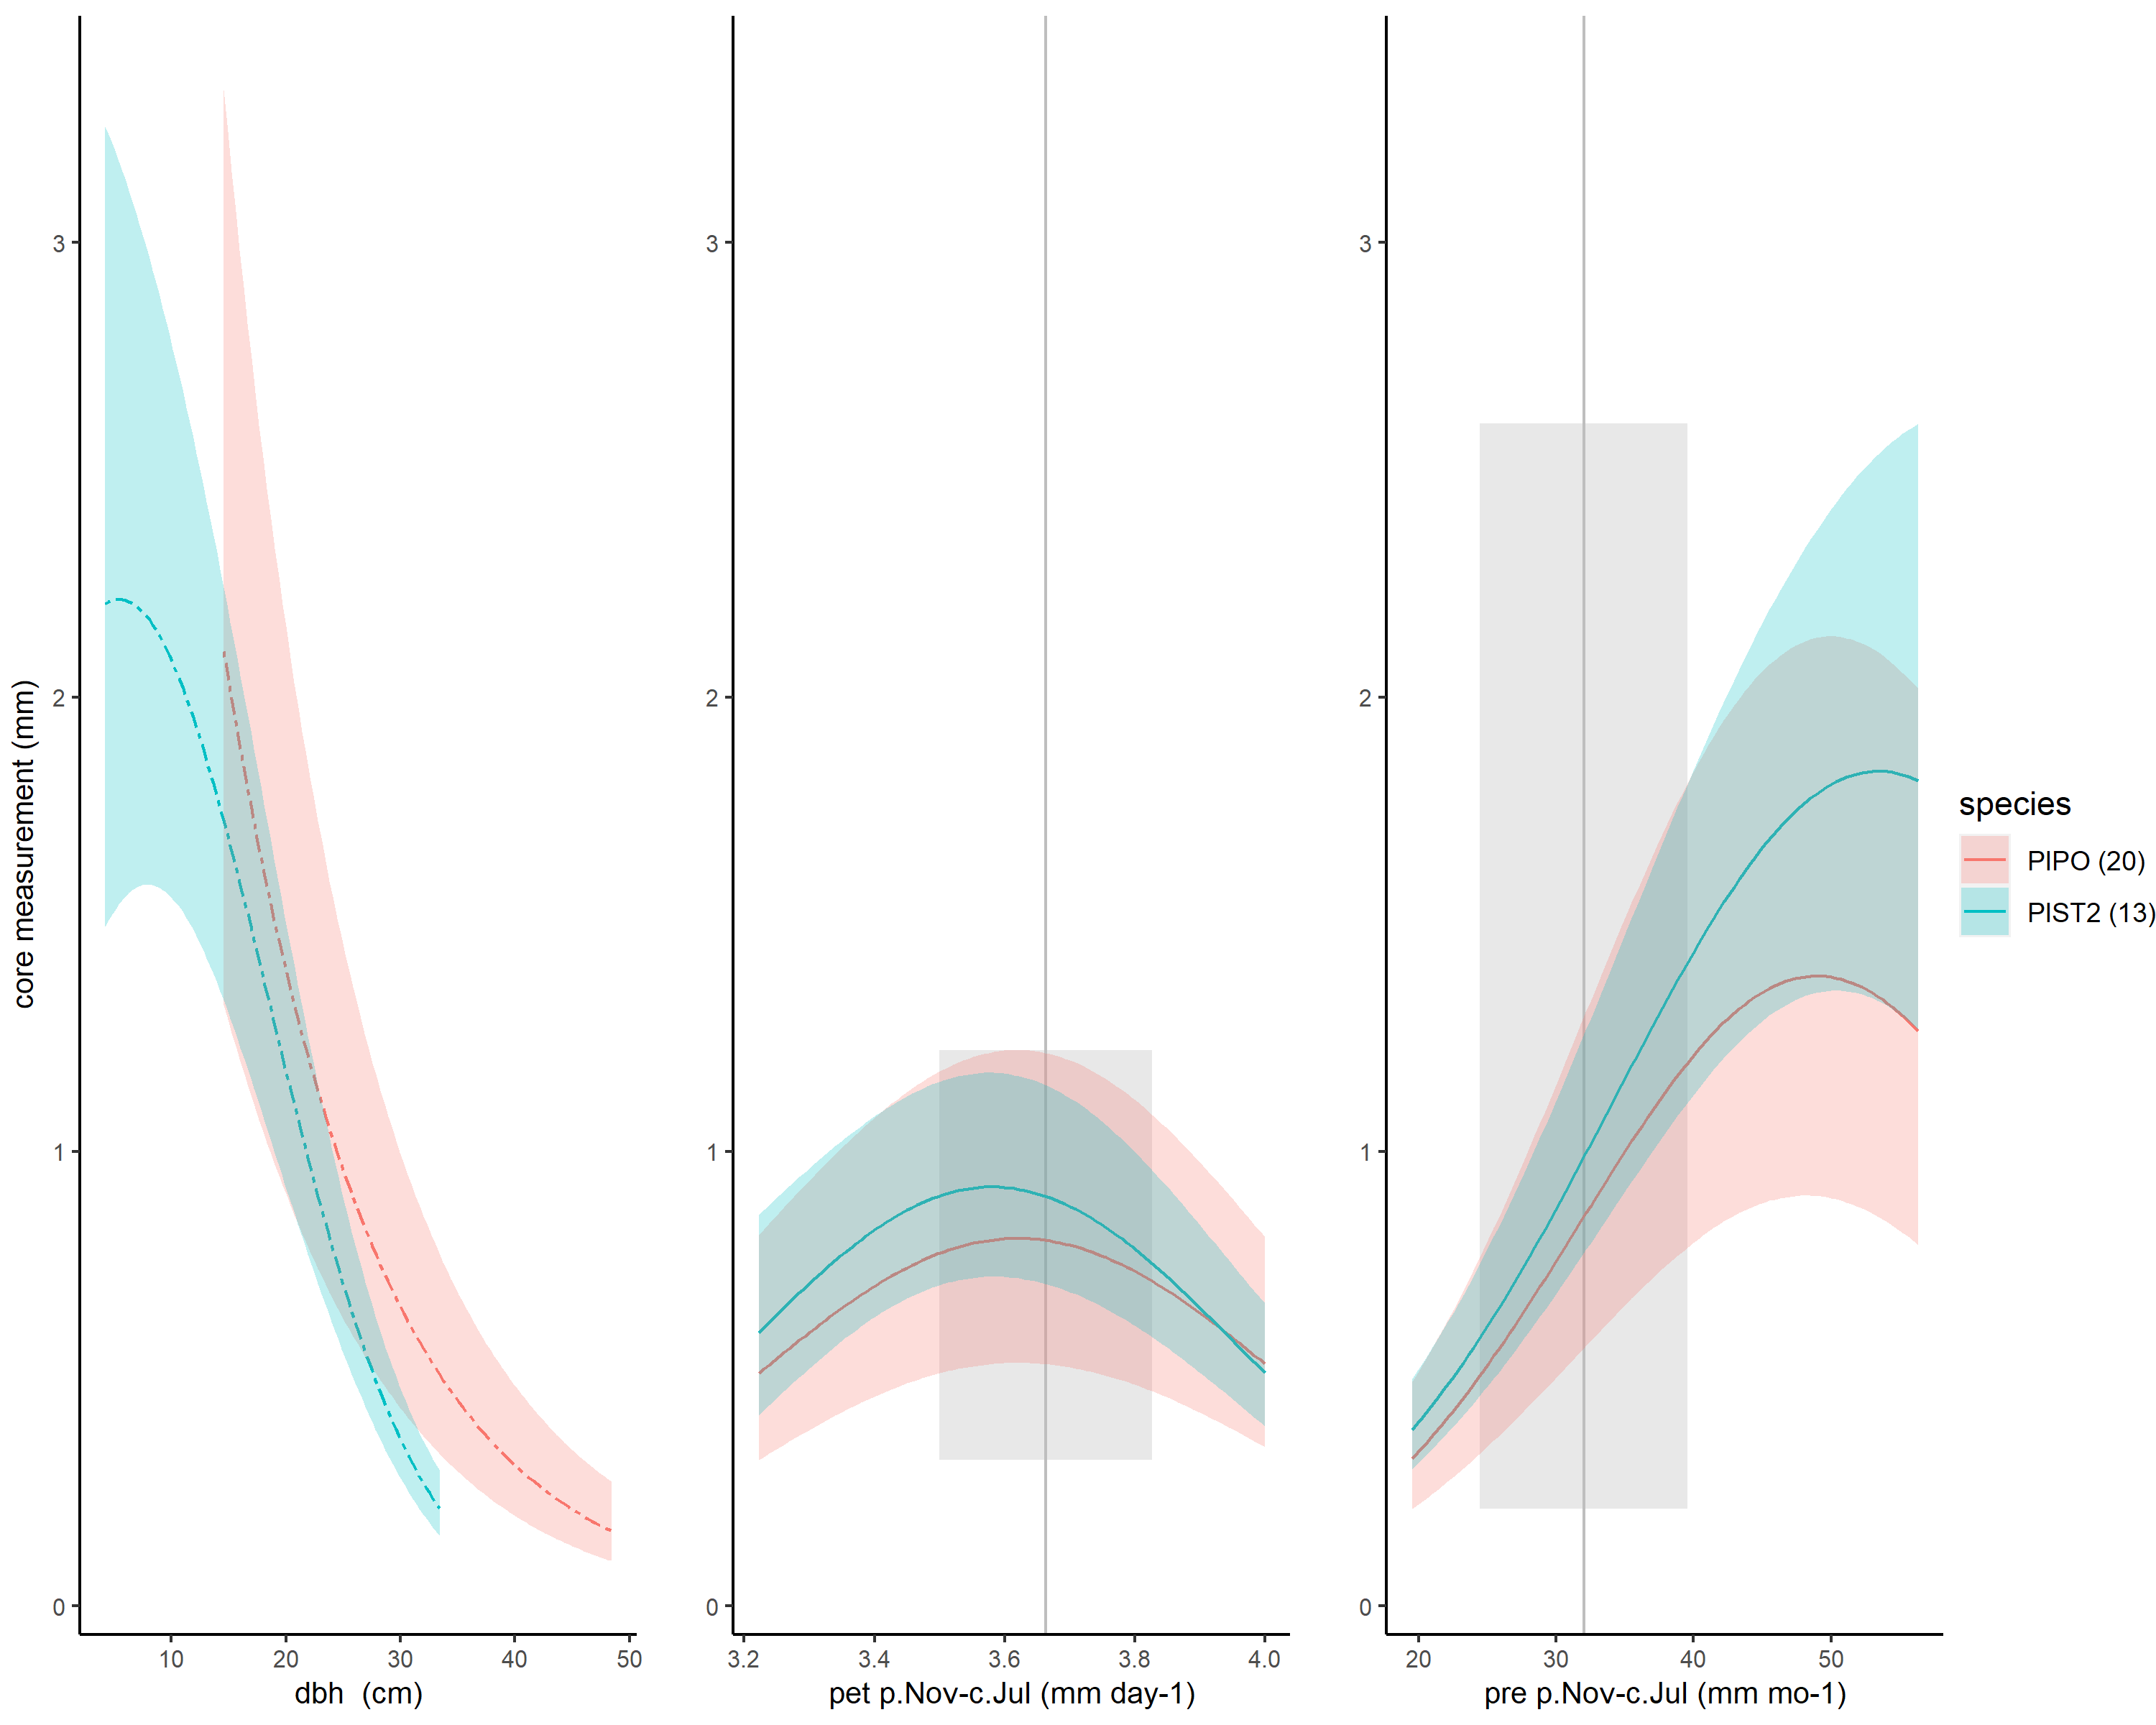 core measurement (mm)
3
2
1
0
10 20 30 40 50
dbh  (cm)
3
2
1
0
3.2 3.4 3.6 3.8 4.0
pet p.Nov-c.Jul (mm day-1)
3
2
1
0
20 30 40 50
pre p.Nov-c.Jul (mm mo-1)
species
PIPO (20)
PIST2 (13)